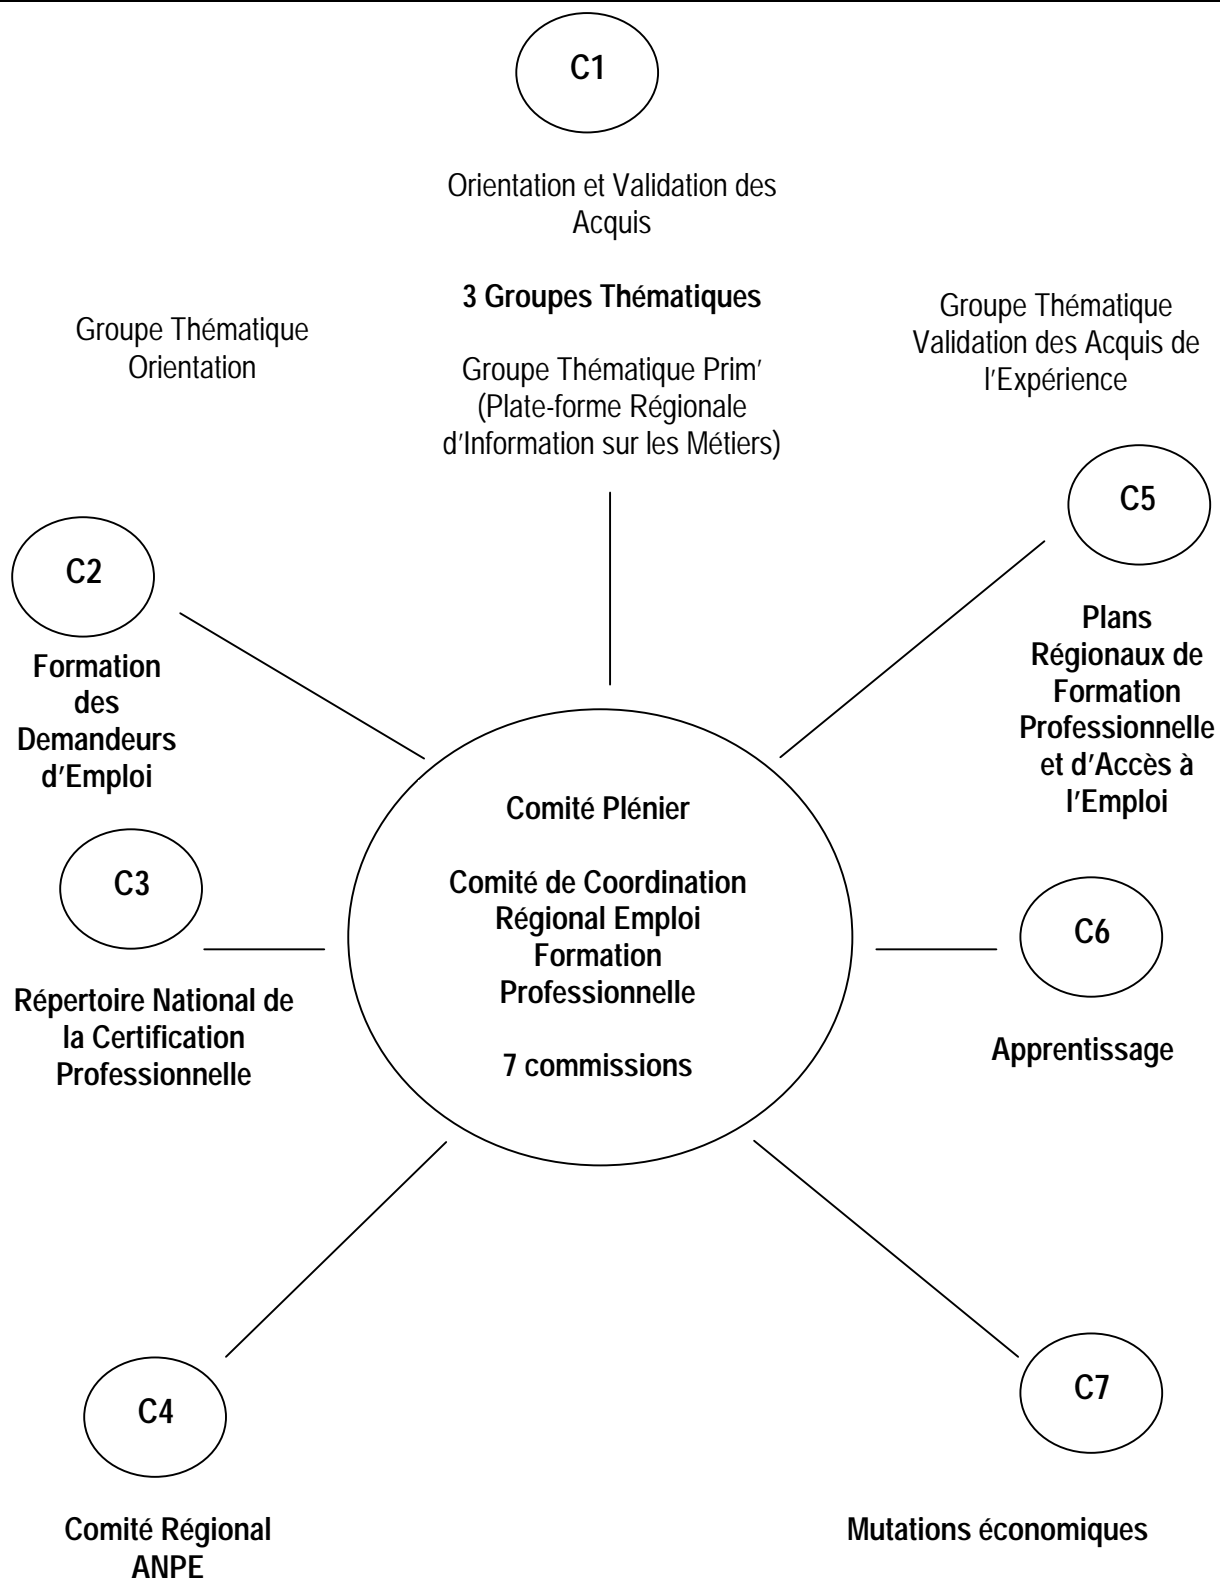 C1
Orientation et Validation des
Acquis
3 Groupes Thématiques
Groupe Thématique
Orientation
Groupe Thématique Prim'
(Plate-forme Régionale
d'Information sur les Métiers)
Groupe Thématique
Validation des Acquis de
l'Expérience
C2
Formation
des
Demandeurs
d'Emploi
C5
Plans
Régionaux de
Formation
Professionnelle
et d'Accès à
l'Emploi
Comité Plénier
Comité de Coordination
Régional Emploi
Formation
Professionnelle
7 commissions
C3
Répertoire National de
la Certification
Professionnelle
C6
Apprentissage
C4
Comité Régional
ANPE
C7
Mutations économiques